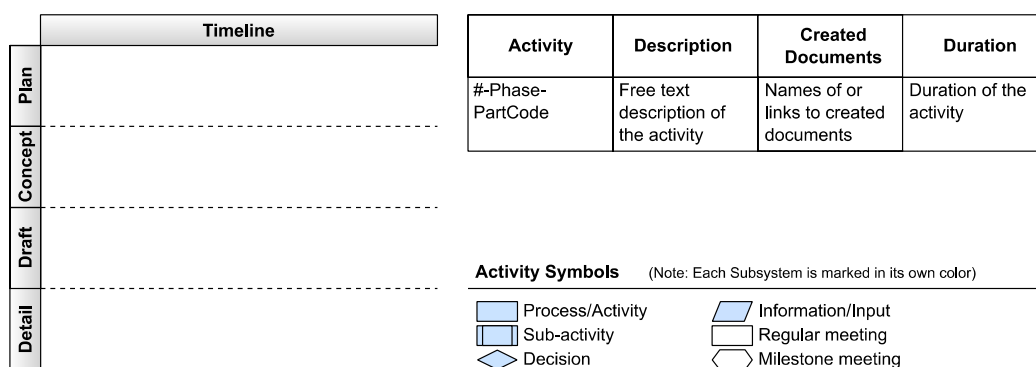 Timeline
Plan
Concept
Draft
Detail
Activity Description Created Documents Duration
#-Phase- Free text Names of or Duration of the
PartCode description of links to created activity
the activity documents
Activity Symbols (Note: Each Subsystem is marked in its own color)
Process/Activity Information/Input
Sub-activity Regular meeting
Decision Milestone meeting